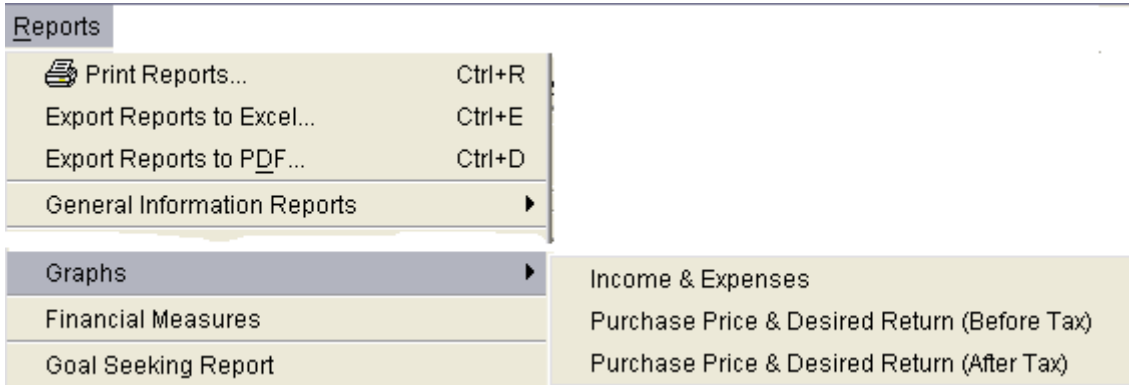 Reports
Print Reports... Ctrl+R
Export Reports to Excel... Ctrl+E
Export Reports to PDF... Ctrl+D
General Information Reports
Graphs
Financial Measures
Goal Seeking Report
Income & Expenses
Purchase Price & Desired Return (Before Tax)
Purchase Price & Desired Return (After Tax)